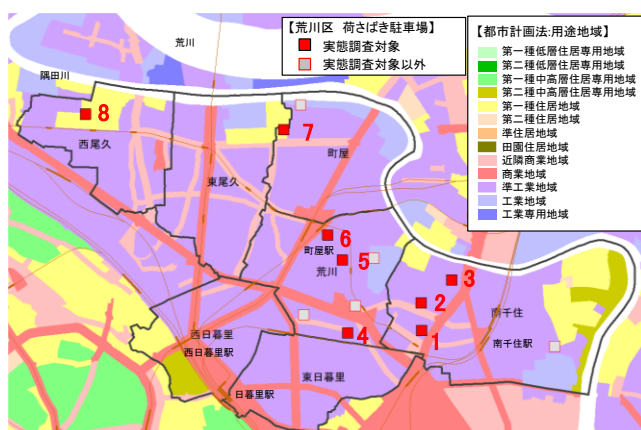 【荒川区 荷さばき駐車場】
実態調査対象
実態調査対象以外
【都市計画法:用途地域】
第一種低層住居専用地域
第二種低層住居専用地域
第一種中高層住居専用地域
第二種中高層住居専用地域
第一種住居地域
第二種住居地域
準住居地域
田園住居地域
近隣商業地域
商業地域
準工業地域
工業地域
工業専用地域
荒川
隅田川
8
7
西尾久
町屋
東尾久
6
町屋駅
5
荒川
3
2
南千住
1
4
南千住駅
西日暮里
西日暮里駅
東日暮里
日暮里駅